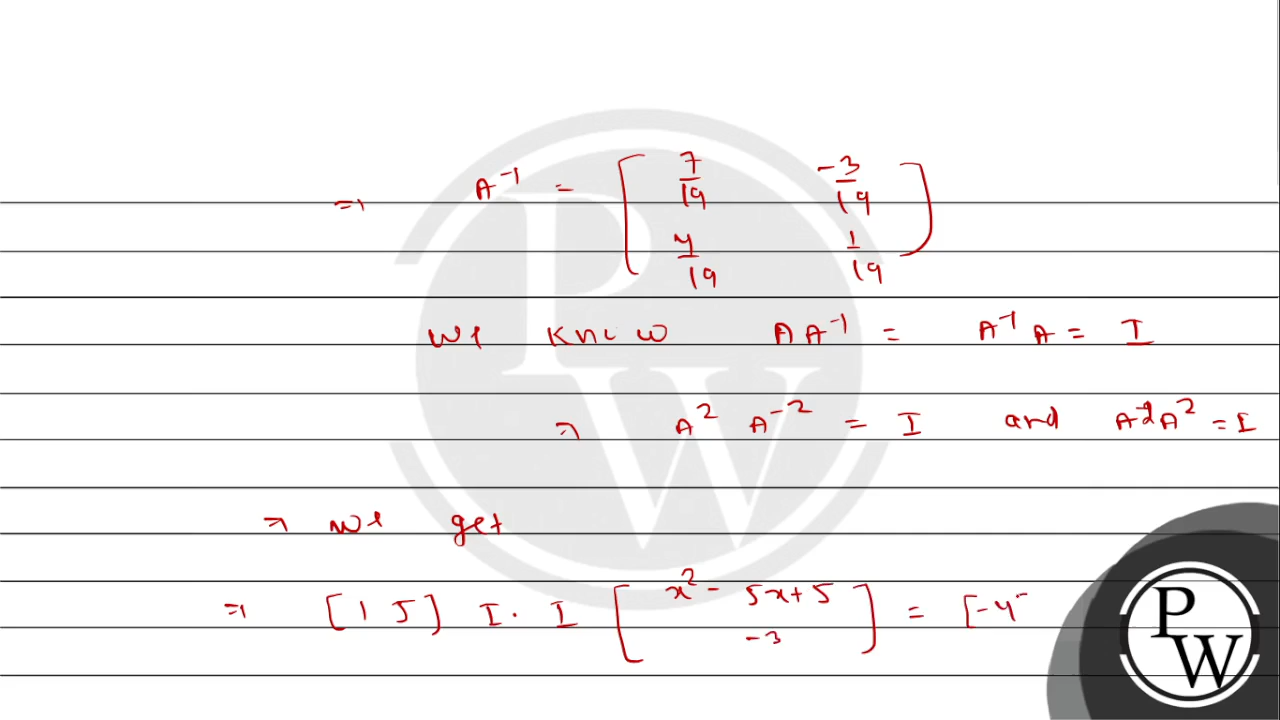 ⇒ A⁻¹ = [ 7/19 -3/19
4/19 1/19 ]
We know AA⁻¹ = A⁻¹A = I
⇒ A² A⁻² = I and A⁻²A² = I
⇒ we get
⇒ [1 5] I. I [ x² - 5x+5
-3 ] = [-4
P
W